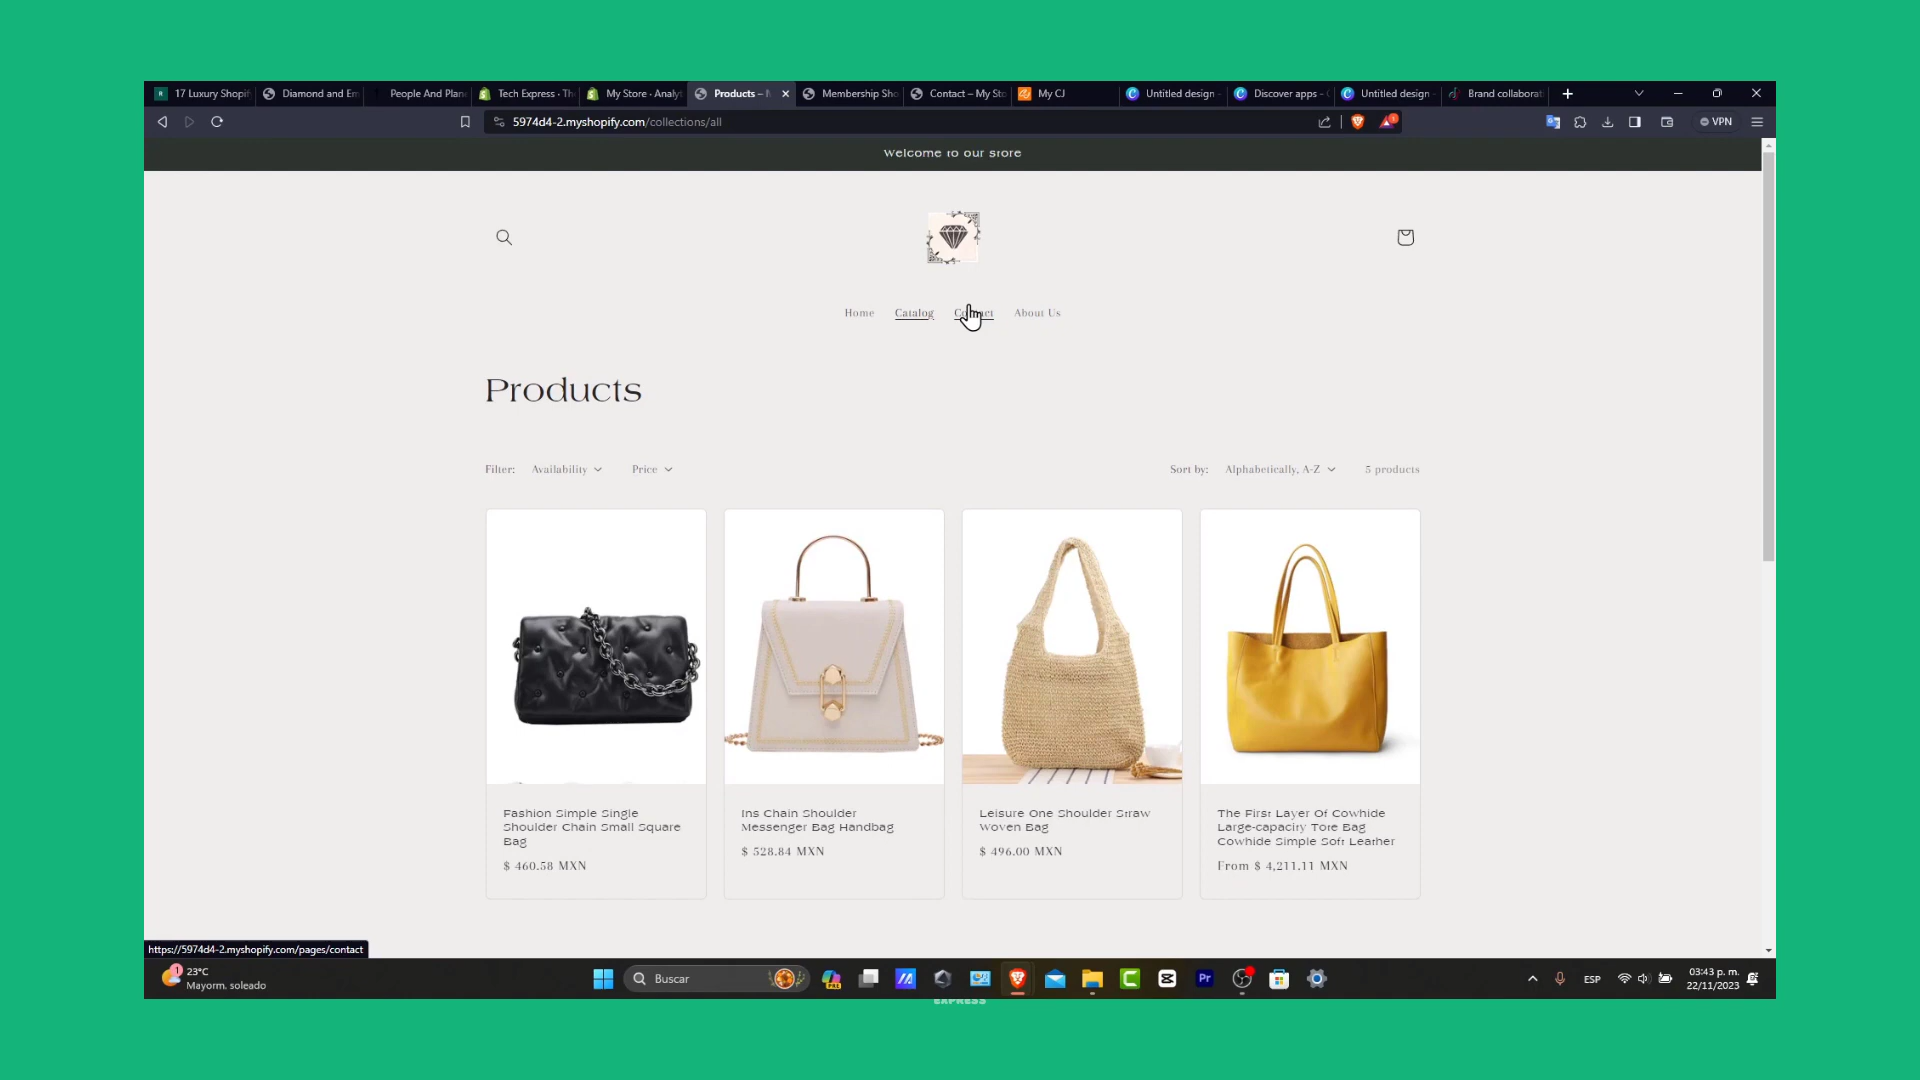 17 Luxury Shopif
Diamond and Em
People And Plane
Tech Express · Th
My Store · Analyt
Products – M
Membership Sho
Contact – My Sto
My CJ
Untitled design -
Discover apps – C
Untitled design -
Brand collaborat
5974d4-2.myshopify.com/collections/all
VPN
Welcome to our store
Home
Catalog
About Us
Products
Filter:
Availability
Price
Sort by:
Alphabetically, A-Z
5 products
Fashion Simple Single
Shoulder Chain Small Square
Bag
$ 460.58 MXN
Ins Chain Shoulder
Messenger Bag Handbag
$ 528.84 MXN
Leisure One Shoulder Straw
Woven Bag
$ 496.00 MXN
The First Layer Of Cowhide
Large-capacity Tote Bag
Cowhide Simple Soft Leather
From $ 4,211.11 MXN
https://5974d4-2.myshopify.com/pages/contact
1
23°C
Mayorm. soleado
Buscar
PRE
Pr
ESP
03:43 p. m.
22/11/2023
EXPRESS